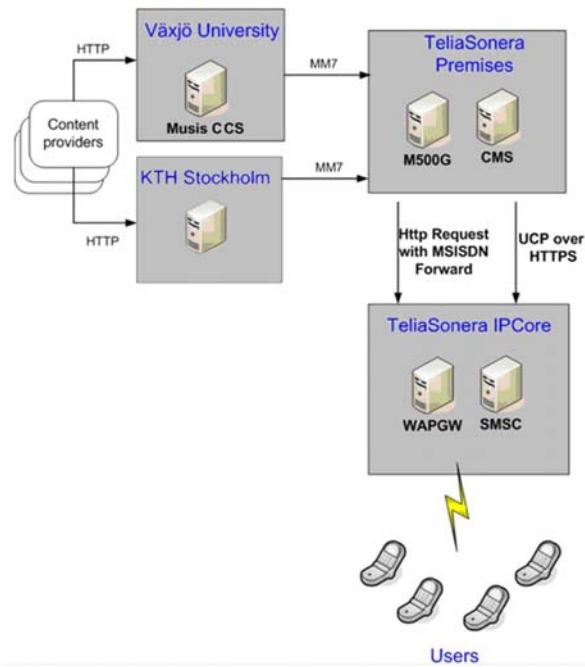 Växjö University
HTTP
MM7
Musis CCS
TeliaSonera
Premises
M500G
CMS
Content
providers
KTH Stockholm
MM7
HTTP
Http Request
with MSISDN
Forward
UCP over
HTTPS
TeliaSonera IPCore
WAPGW
SMSC
Users